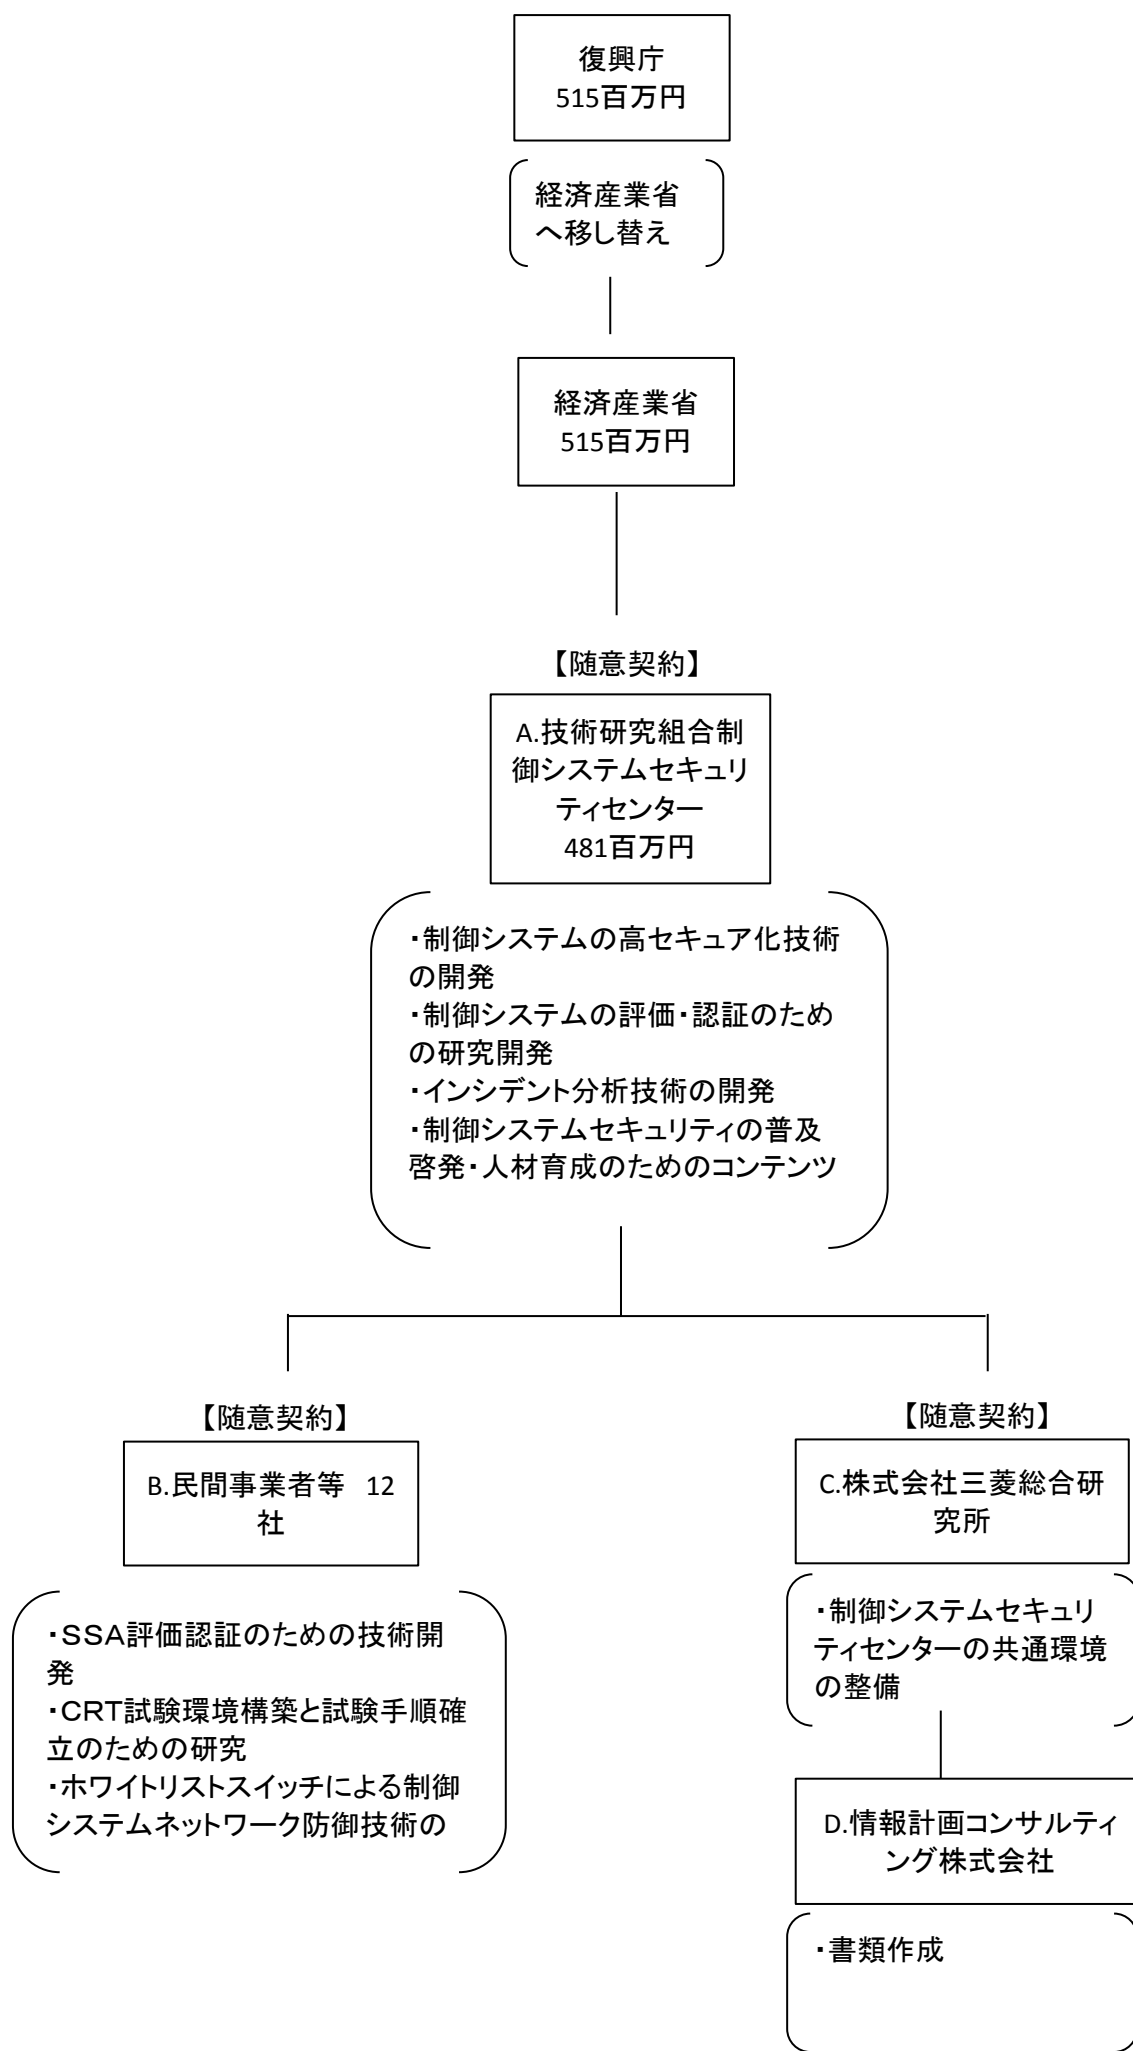 復興庁
515百万円
経済産業省
へ移し替え
経済産業省
515百万円
【随意契約】
A.技術研究組合制
御システムセキュリ
ティセンター
481百万円
・制御システムの高セキュア化技術
の開発
・制御システムの評価・認証のため
の研究開発
・インシデント分析技術の開発
・制御システムセキュリティの普及
啓発・人材育成のためのコンテンツ
【随意契約】
B.民間事業者等 12
社
・SSA評価認証のための技術開
発
・CRT試験環境構築と試験手順確
立のための研究
・ホワイトリストスイッチによる制御
システムネットワーク防御技術の
【随意契約】
C.株式会社三菱総合研
究所
・制御システムセキュリ
ティセンターの共通環境
の整備
D.情報計画コンサルティ
ング株式会社
・書類作成